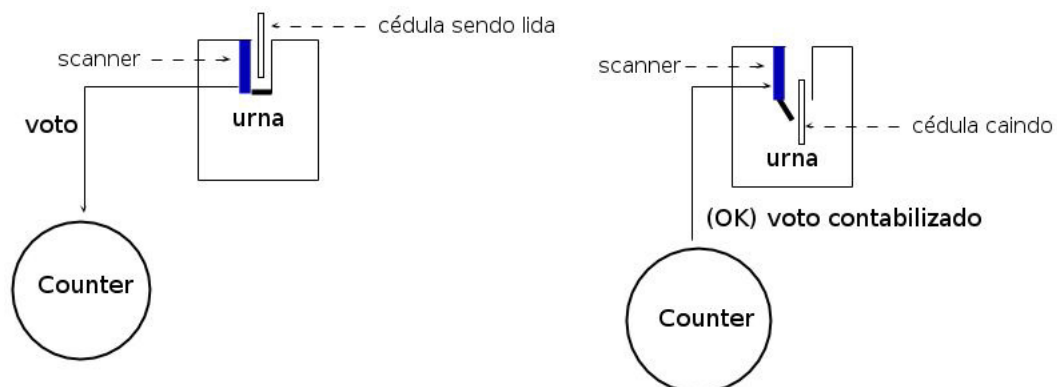 cédula sendo lida
scanner
voto
urna
Counter
scanner
cédula caindo
urna
(OK) voto contabilizado
Counter